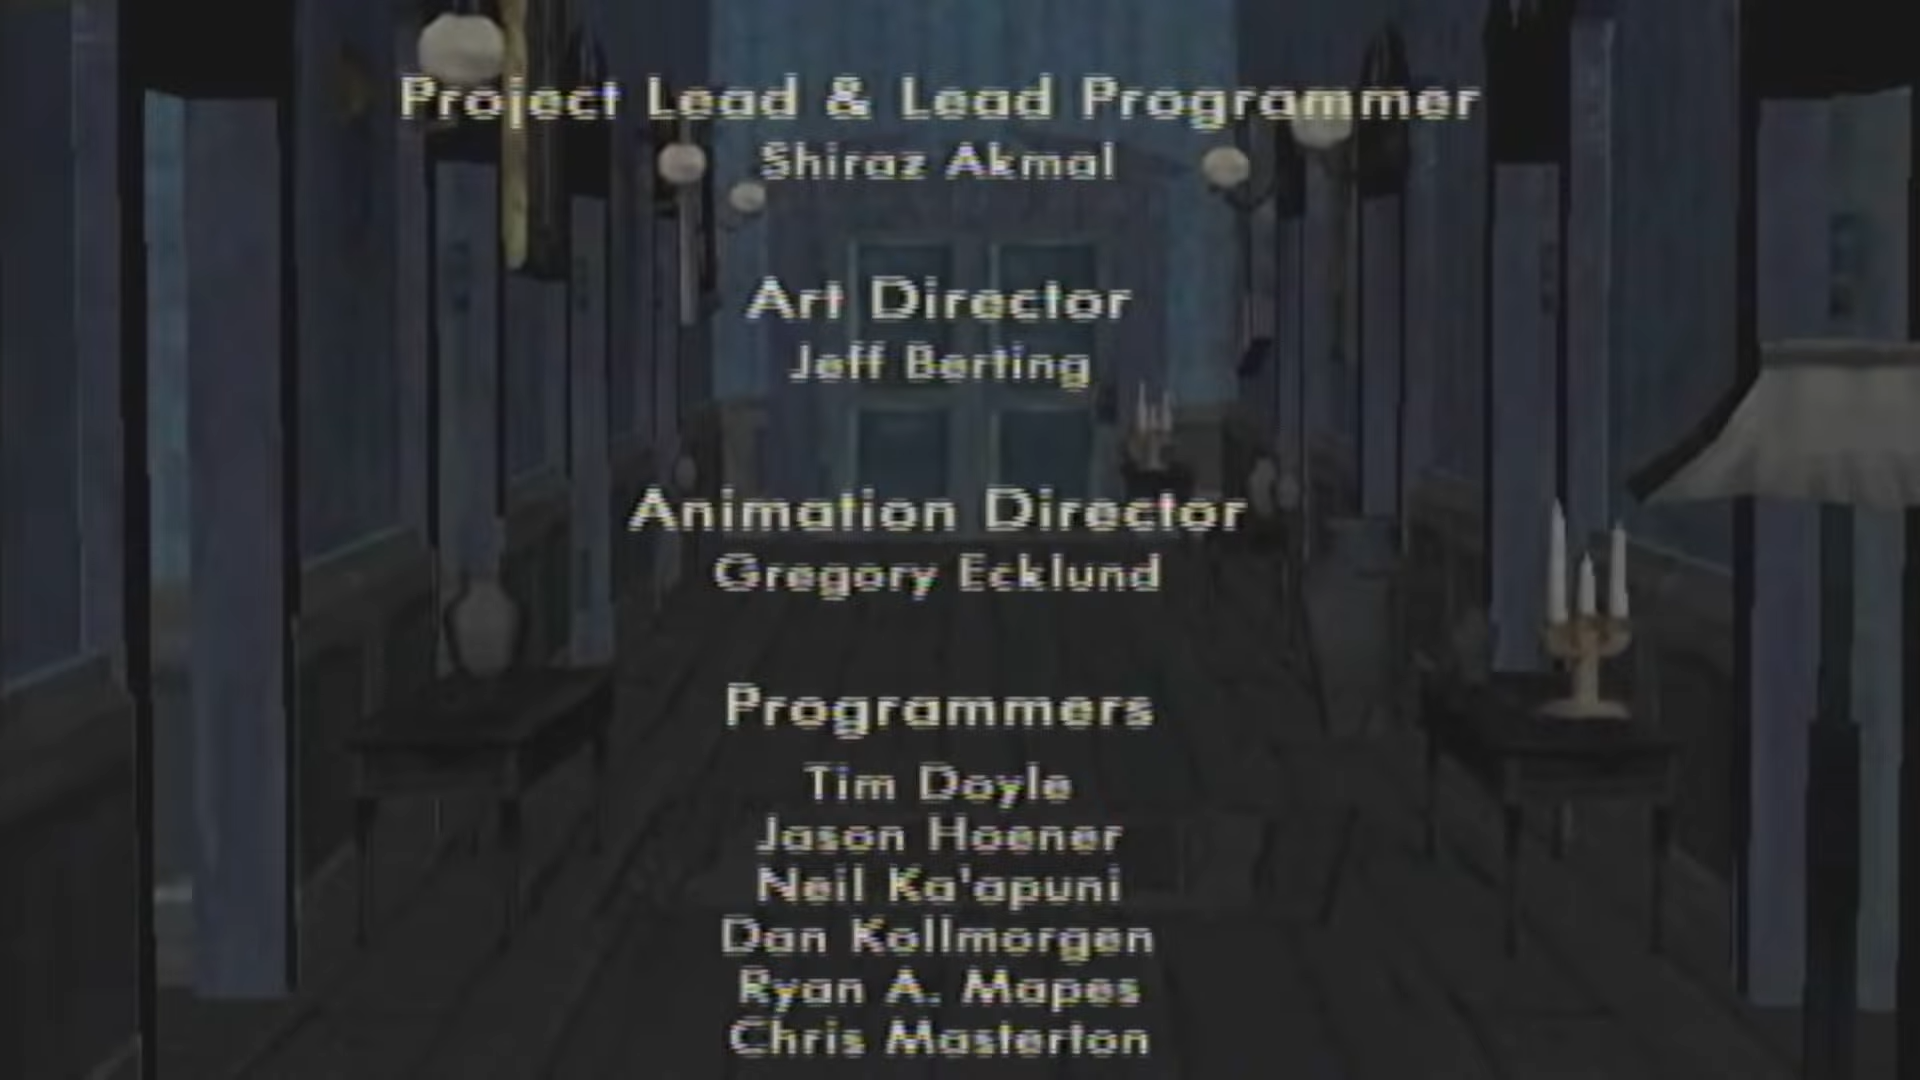 Project Lead & Lead Programmer
Shiraz Akmal
Art Director
Jeff Berting
Animation Director
Gregory Ecklund
Programmers
Tim Doyle
Jason Hoener
Neil Ka'apuni
Dan Kollmorgen
Ryan A. Mapes
Chris Masterton